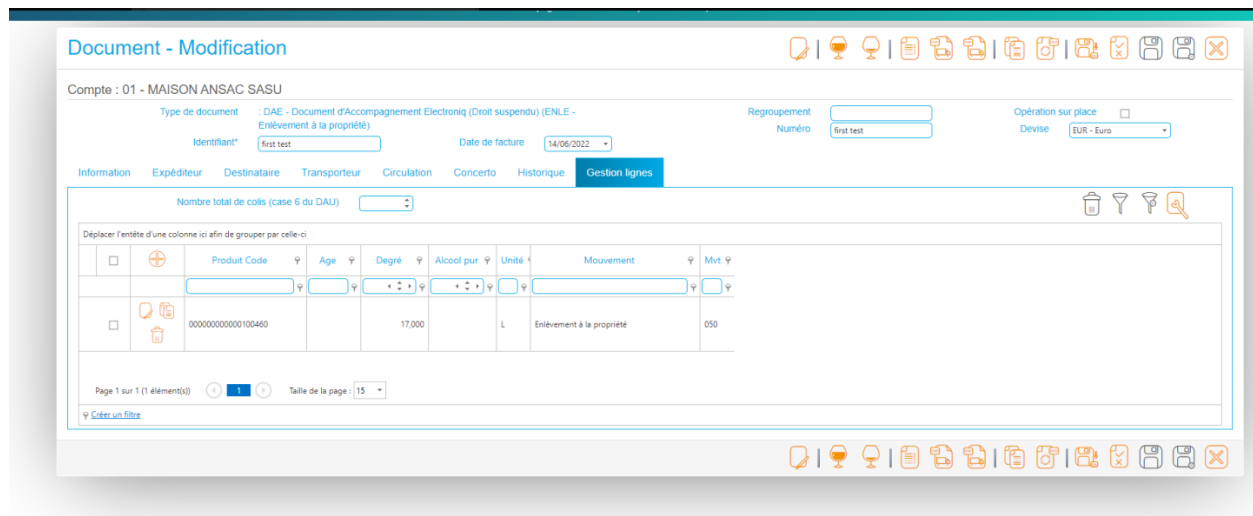 Document - Modification
Compte : 01 - MAISON ANSAC SASU
Type de document : DAE - Document d'Accompagnement Electroniq (Droit suspendu) (ENLE - Enlèvement à la propriété)
Regroupement
Opération sur place
Identifiant* first test
Date de facture 14/06/2022
Numéro first test
Devise EUR - Euro
Information Expéditeur Destinataire Transporteur Circulation Concerto Historique Gestion lignes
Nombre total de colis (case 6 du DAU)
Déplacer l'entête d'une colonne ici afin de grouper par celle-ci
Produit Code Age Degré Alcool pur Unité Mouvement Mvt
000000000000100460 17,000 L Enlèvement à la propriété 050
Page 1 sur 1 (1 élément(s)) 1 Taille de la page : 15
Créer un filtre